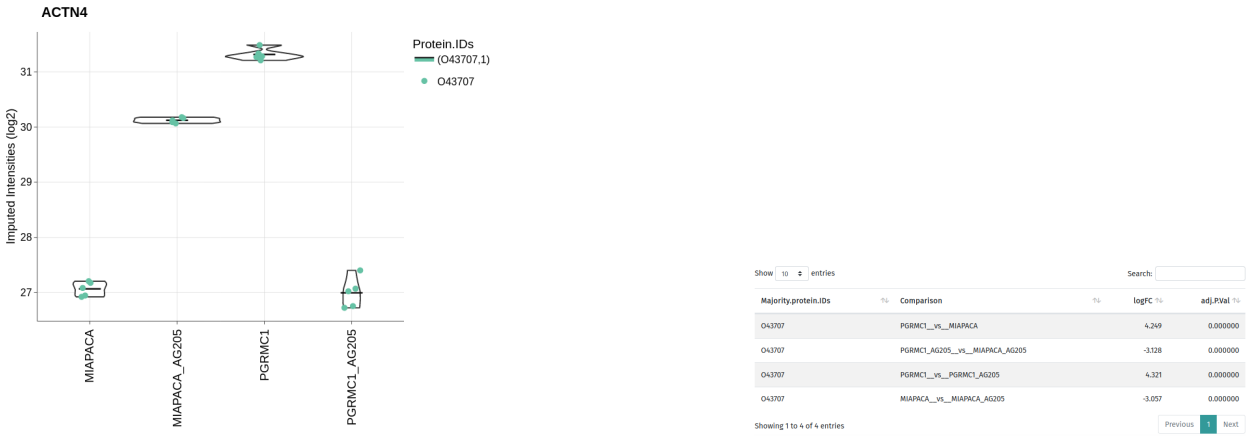 ACTN4
Imputed Intensities (log2)
31
30
29
28
27
MIAPACA
MIAPACA_AG205
PGRMC1
PGRMC1_AG205
Protein.IDs
(O43707,1)
O43707
Show 10 entries
Search:
Majority.protein.IDs Comparison logFC adj.P.Val
O43707 PGRMC1__vs__MIAPACA 4.249 0.000000
O43707 PGRMC1_AG205__vs__MIAPACA_AG205 -3.128 0.000000
O43707 PGRMC1__vs__PGRMC1_AG205 4.321 0.000000
O43707 MIAPACA__vs__MIAPACA_AG205 -3.057 0.000000
Showing 1 to 4 of 4 entries
Previous 1 Next